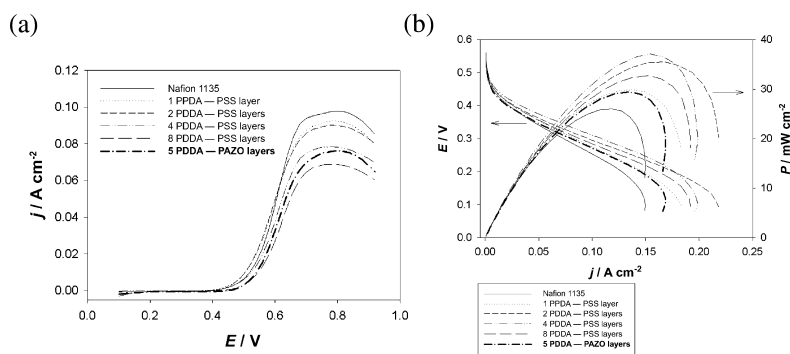 (a)
(b)
0.12
0.10
0.08
0.06
0.04
0.02
0.00
j / A cm-2
0.0
0.2
0.4
0.6
0.8
1.0
E / V
Nafion 1135
1 PPDA — PSS layer
2 PDDA — PSS layers
4 PDDA — PSS layers
8 PDDA — PSS layers
5 PDDA — PAZO layers
0.6
0.5
0.4
0.3
0.2
0.1
0.0
E / V
0.00
0.05
0.10
0.15
0.20
0.25
j / A cm-2
40
30
20
10
0
P / mW cm-2
Nafion 1135
1 PPDA — PSS layer
2 PDDA — PSS layers
4 PDDA — PSS layers
8 PDDA — PSS layers
5 PDDA — PAZO layers